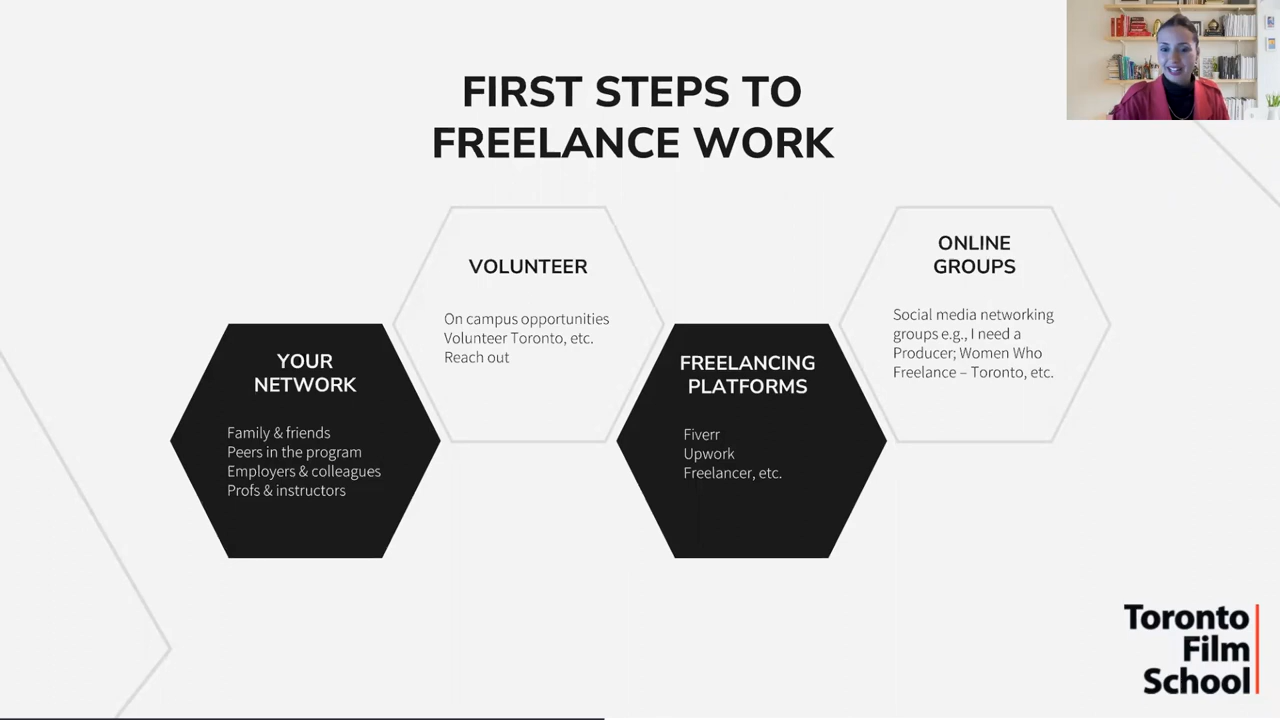 FIRST STEPS TO
FREELANCE WORK
YOUR
NETWORK
Family & friends
Peers in the program
Employers & colleagues
Profs & instructors
VOLUNTEER
On campus opportunities
Volunteer Toronto, etc.
Reach out
FREELANCING
PLATFORMS
Fiverr
Upwork
Freelancer, etc.
ONLINE
GROUPS
Social media networking
groups e.g., I need a
Producer; Women Who
Freelance – Toronto, etc.
Toronto
Film
School